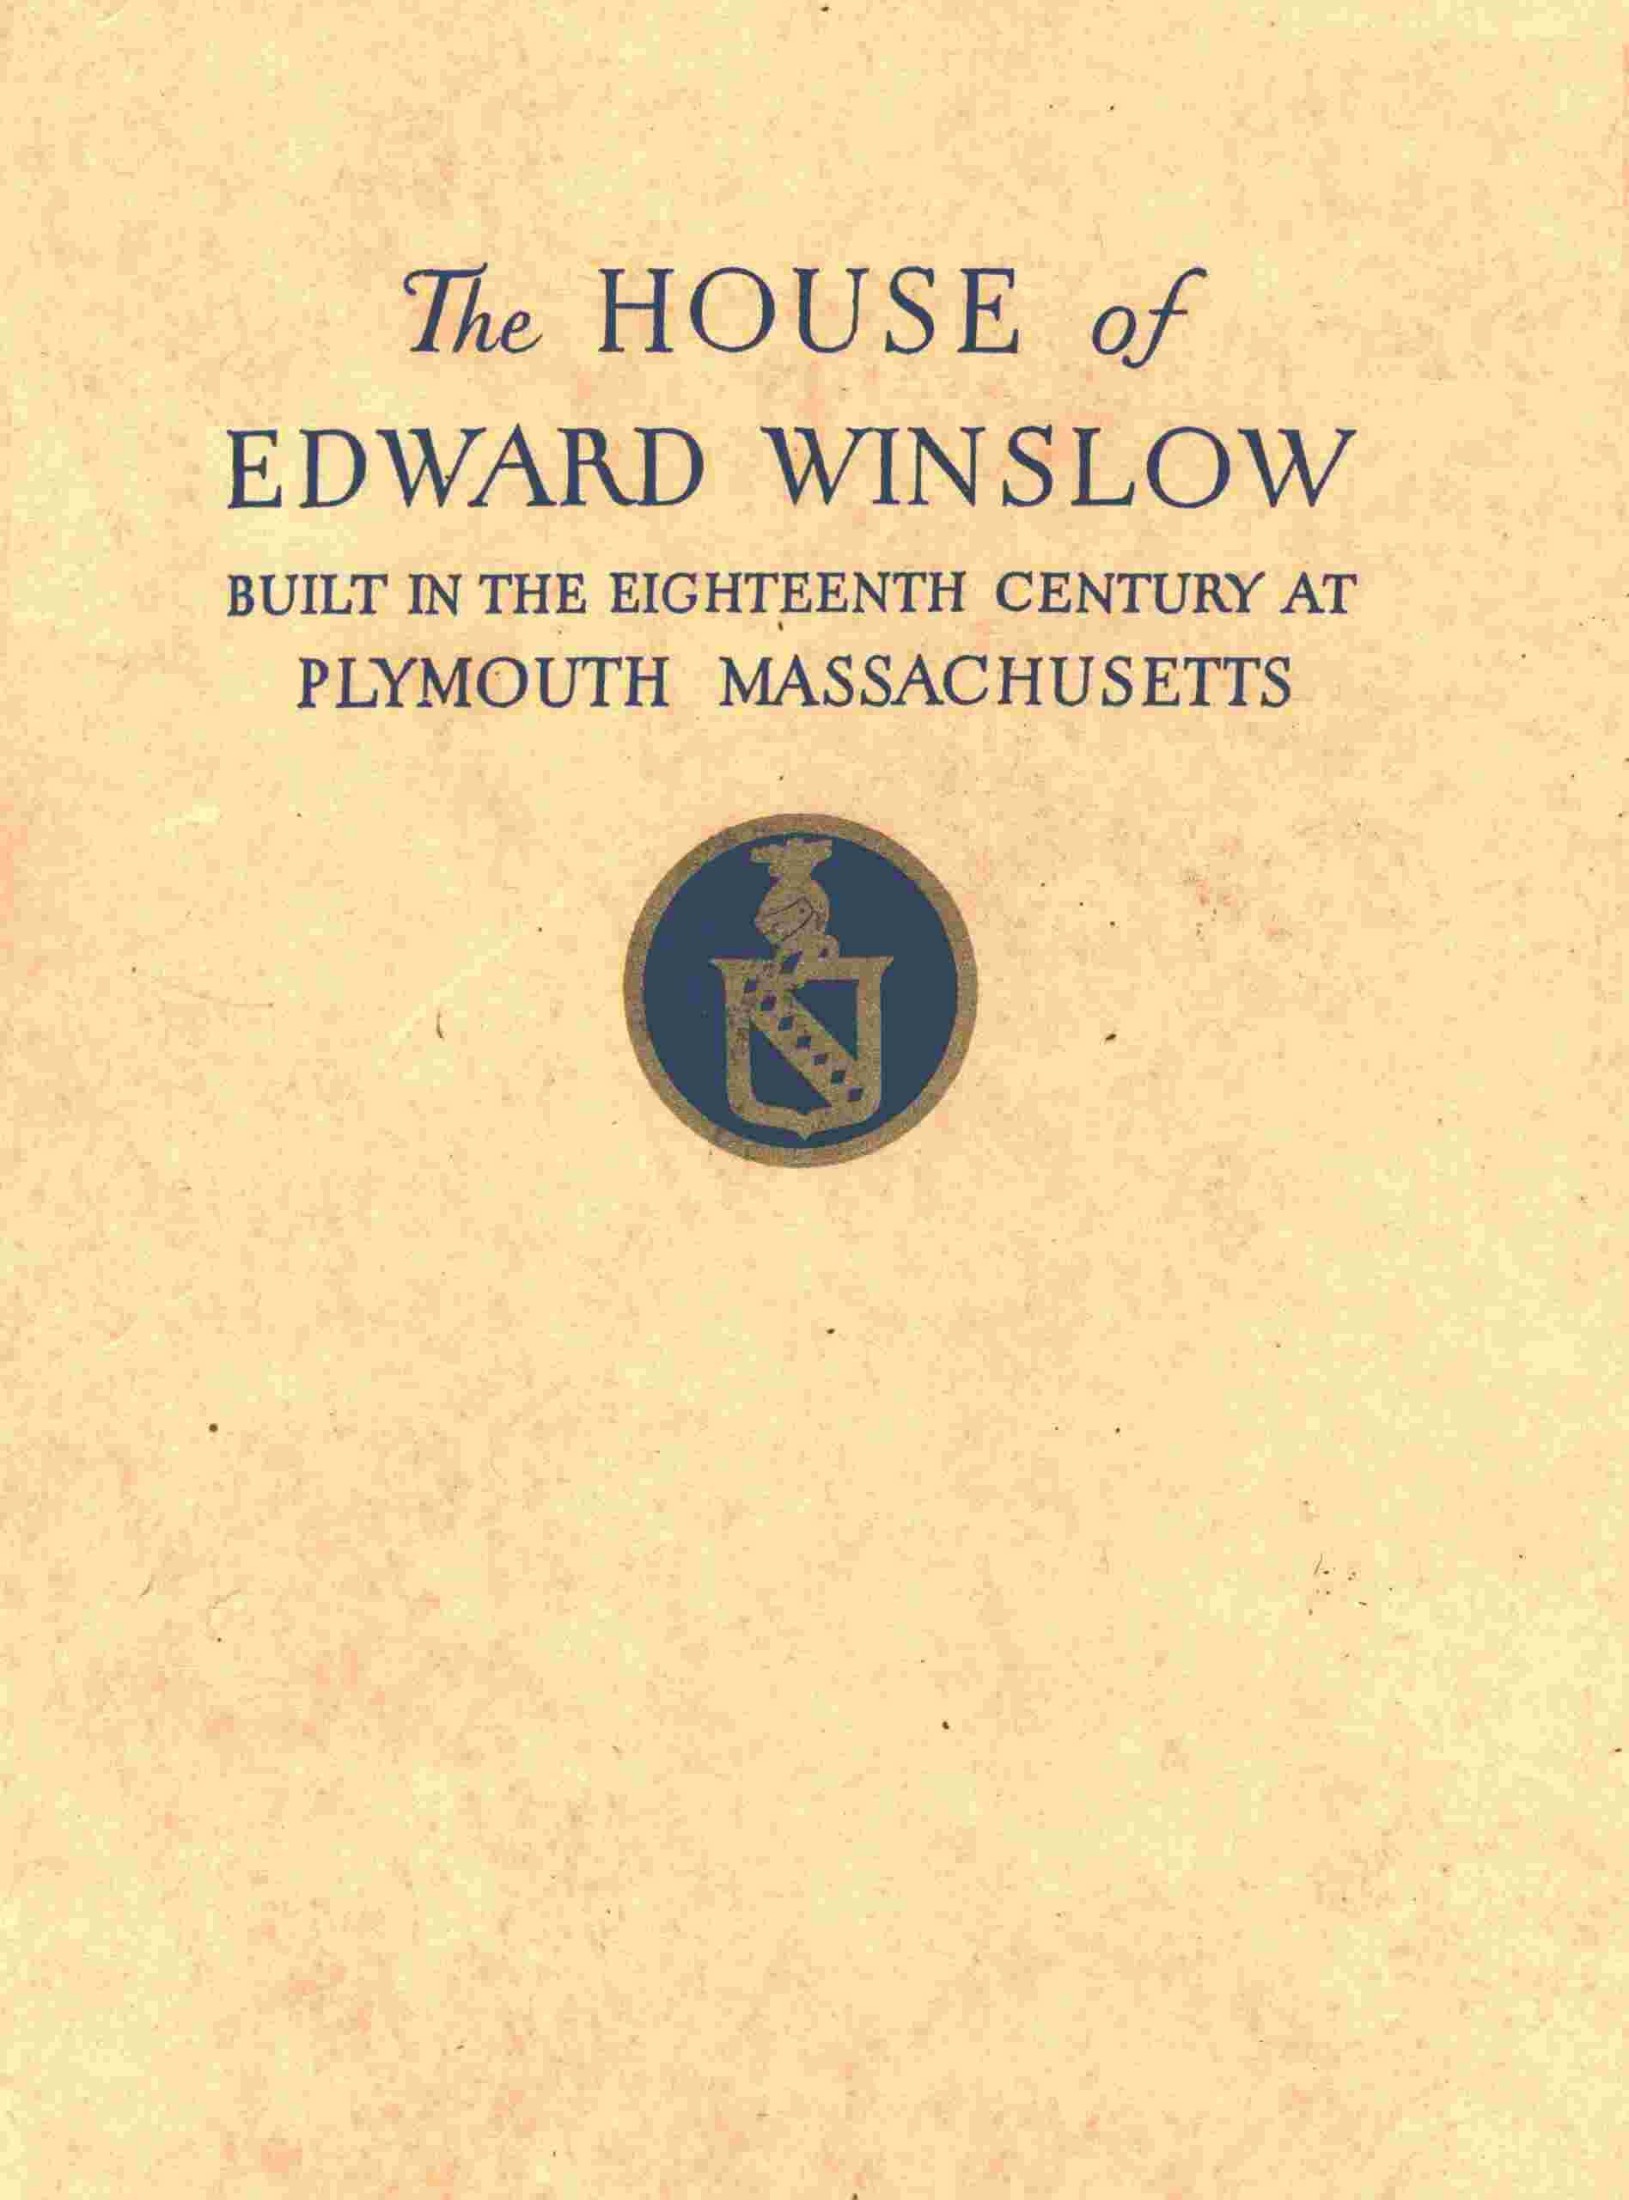 The HOUSE of
EDWARD WINSLOW
BUILT IN THE EIGHTEENTH CENTURY AT
PLYMOUTH MASSACHUSETTS